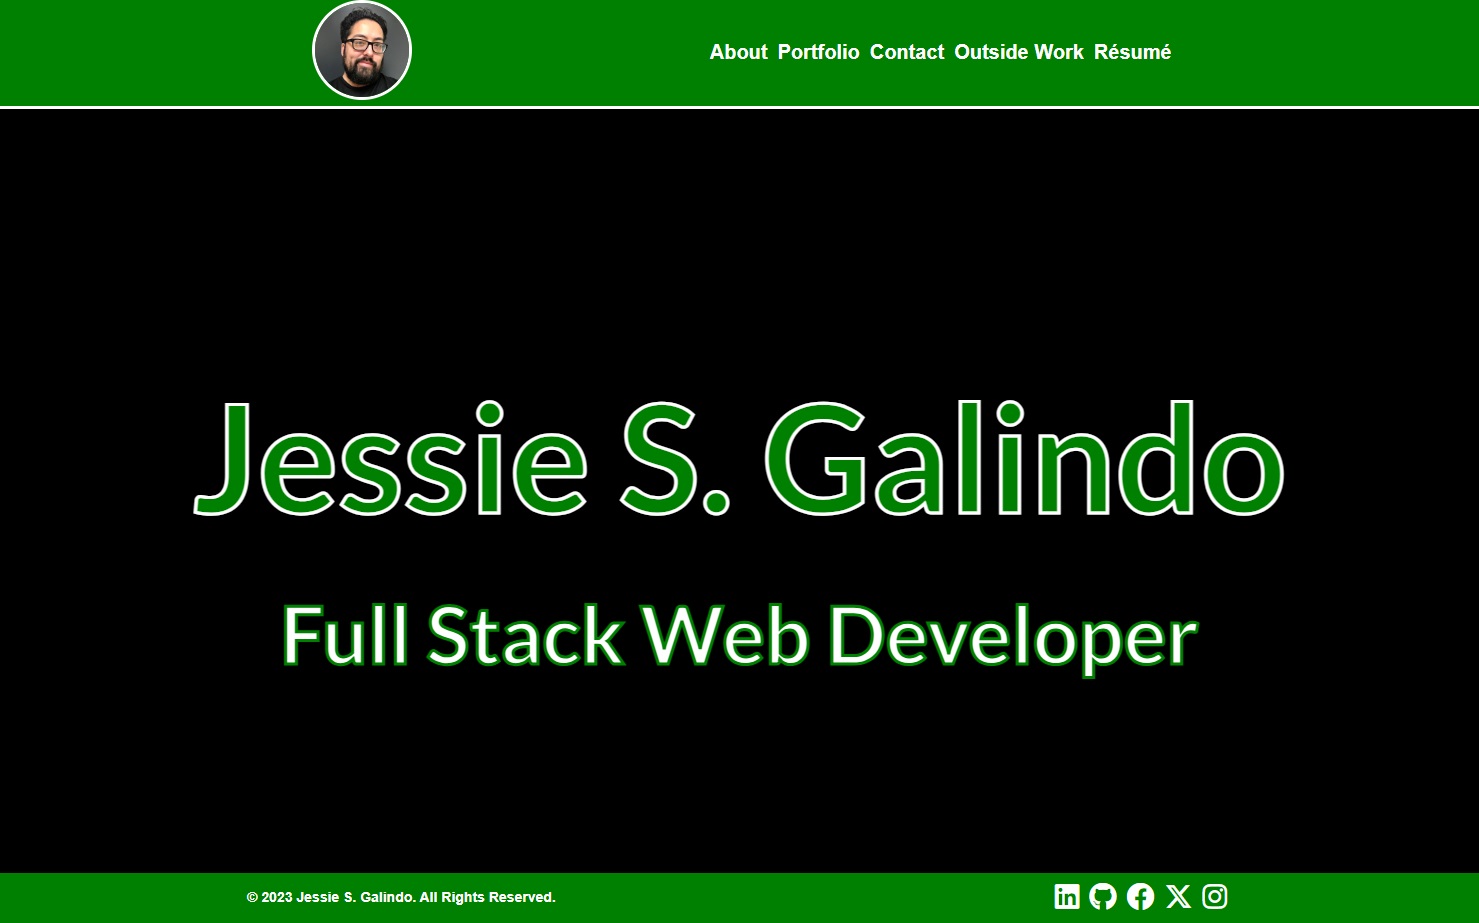 About Portfolio Contact Outside Work Résumé
Jessie S. Galindo
Full Stack Web Developer
© 2023 Jessie S. Galindo. All Rights Reserved.